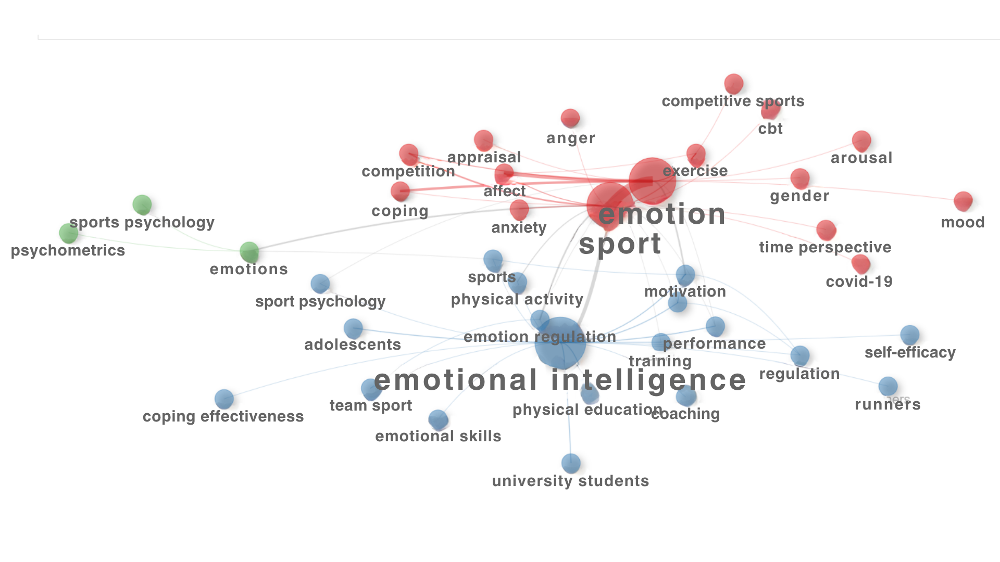 competitive sports
cbt
anger
appraisal
arousal
competition
exercise
affect
gender
coping
emotion
mood
sports psychology
anxiety
sport
time perspective
psychometrics
emotions
sports
covid-19
motivation
physical activity
sport psychology
emotion regulation
adolescents
performance
self-efficacy
training
regulation
emotional intelligence
team sport
physical education
runners
coping effectiveness
coaching
emotional skills
university students